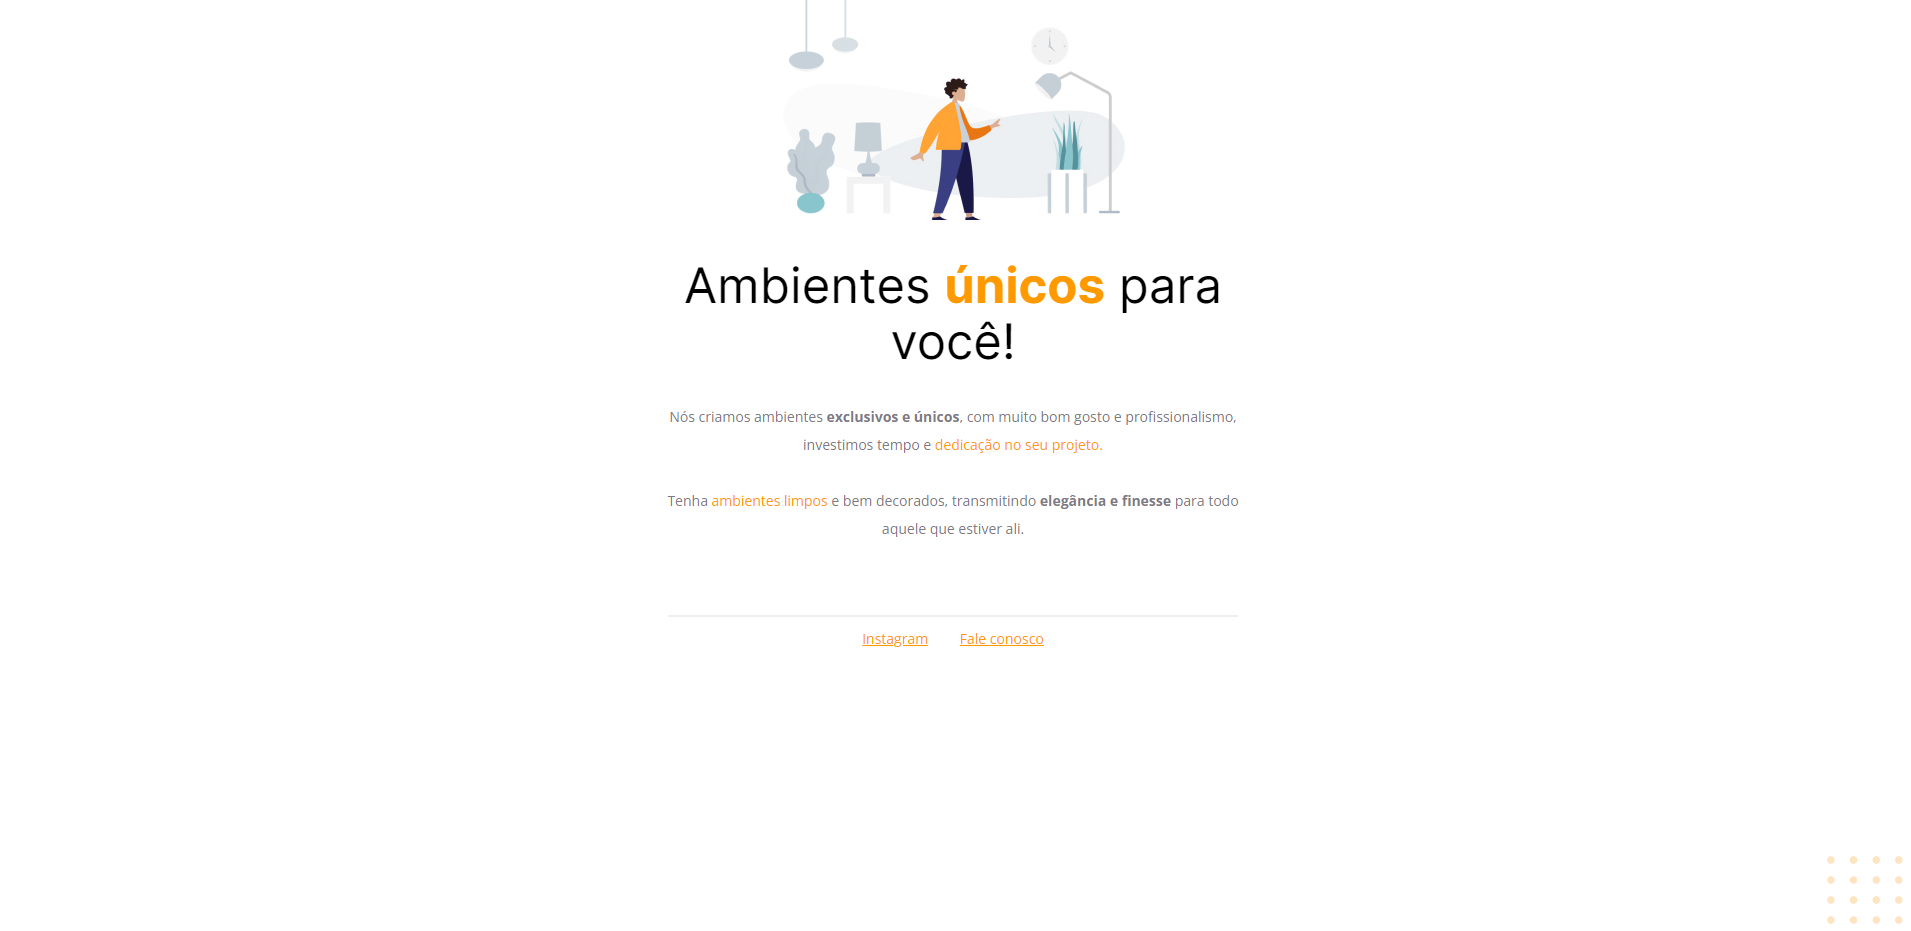 Ambientes únicos para
você!
Nós criamos ambientes exclusivos e únicos, com muito bom gosto e profissionalismo,
investimos tempo e dedicação no seu projeto.
Tenha ambientes limpos e bem decorados, transmitindo elegância e finesse para todo
aquele que estiver ali.
Instagram Fale conosco